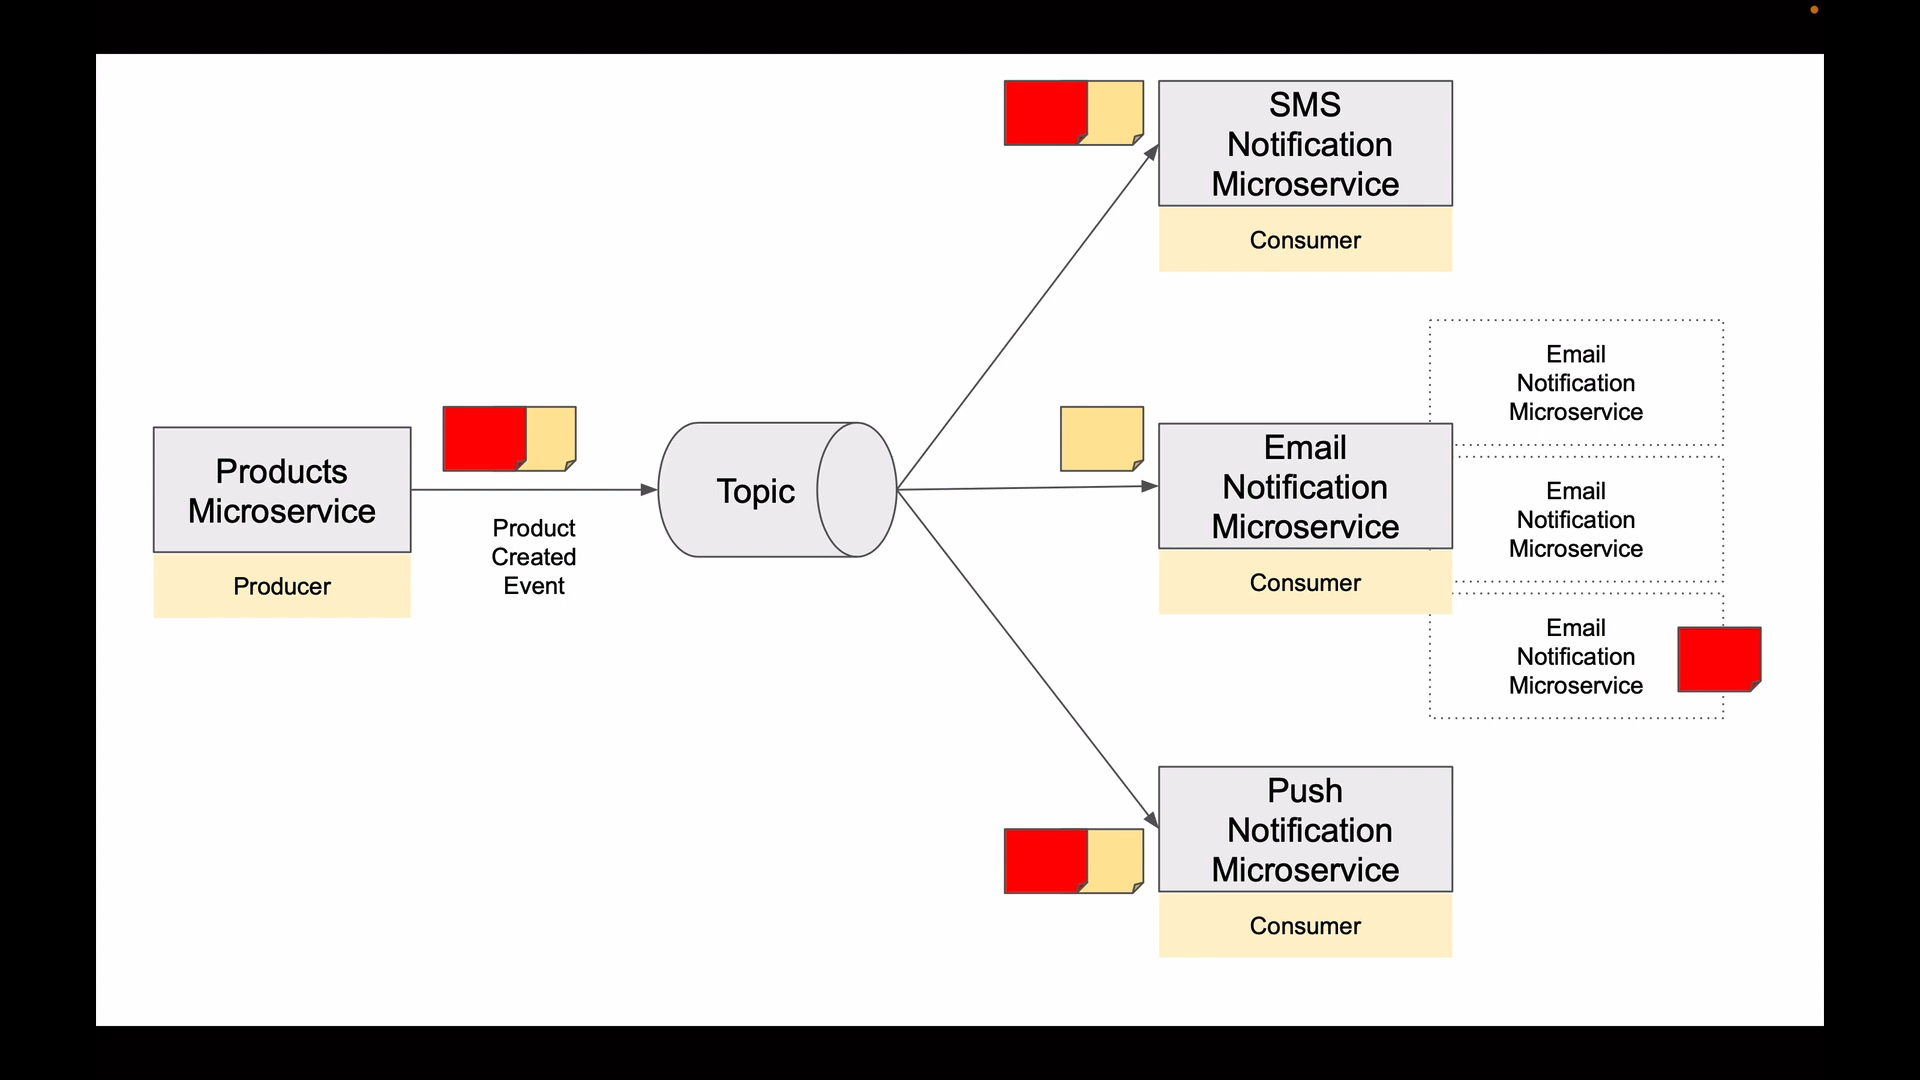 SMS
Notification
Microservice
Consumer
Email
Notification
Microservice
Products
Microservice
Producer
Product
Created
Event
Topic
Email
Notification
Microservice
Consumer
Email
Notification
Microservice
Email
Notification
Microservice
Push
Notification
Microservice
Consumer